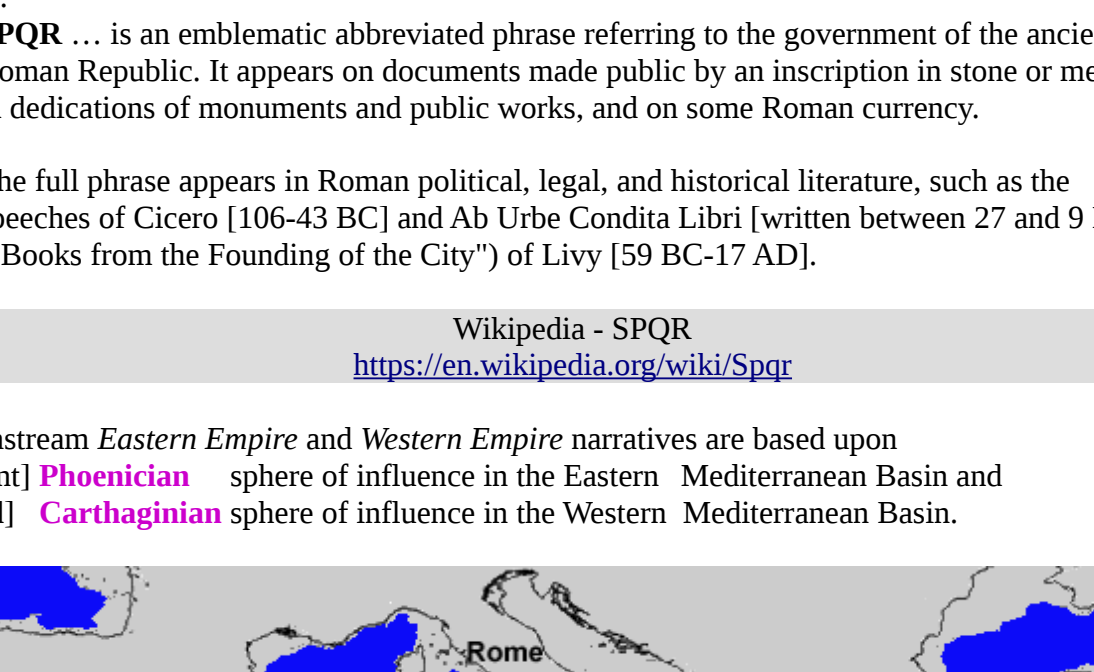 PQR … is an emblematic abbreviated phrase referring to the government of the ancie
oman Republic. It appears on documents made public by an inscription in stone or me
dedications of monuments and public works, and on some Roman currency.
he full phrase appears in Roman political, legal, and historical literature, such as the
peeches of Cicero [106-43 BC] and Ab Urbe Condita Libri [written between 27 and 9
Books from the Founding of the City") of Livy [59 BC-17 AD].
Wikipedia - SPQR
https://en.wikipedia.org/wiki/Spqr
nstream Eastern Empire and Western Empire narratives are based upon
nt] Phoenician sphere of influence in the Eastern Mediterranean Basin and
] Carthaginian sphere of influence in the Western Mediterranean Basin.
Rome